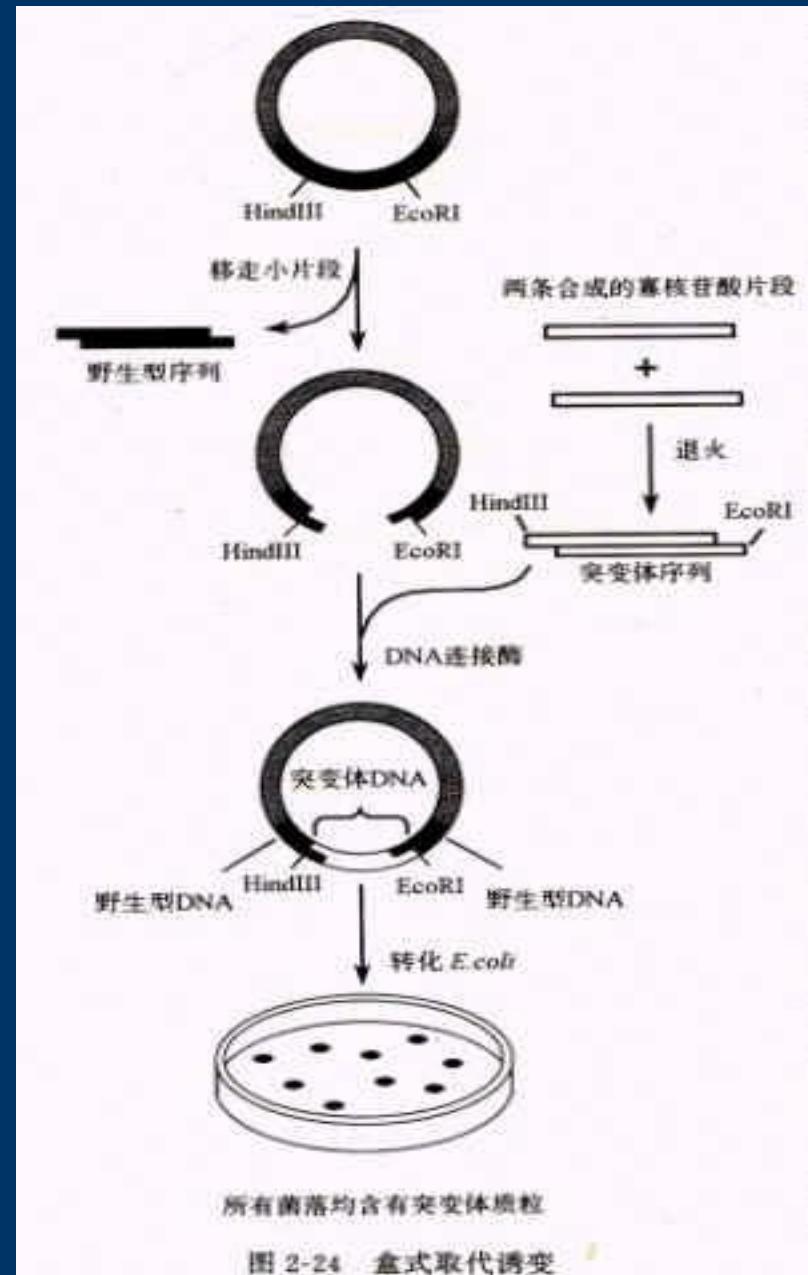 HindIII EcoRI
移走小片段
两条合成的寡核苷酸片段
野生型序列
+
退火
HindIII EcoRI
HindIII EcoRI
突变体序列
DNA连接酶
突变体DNA
HindIII EcoRI
野生型DNA
野生型DNA
转化 E.coli
所有菌落均含有突变体质粒
图 2-24 盒式取代诱变